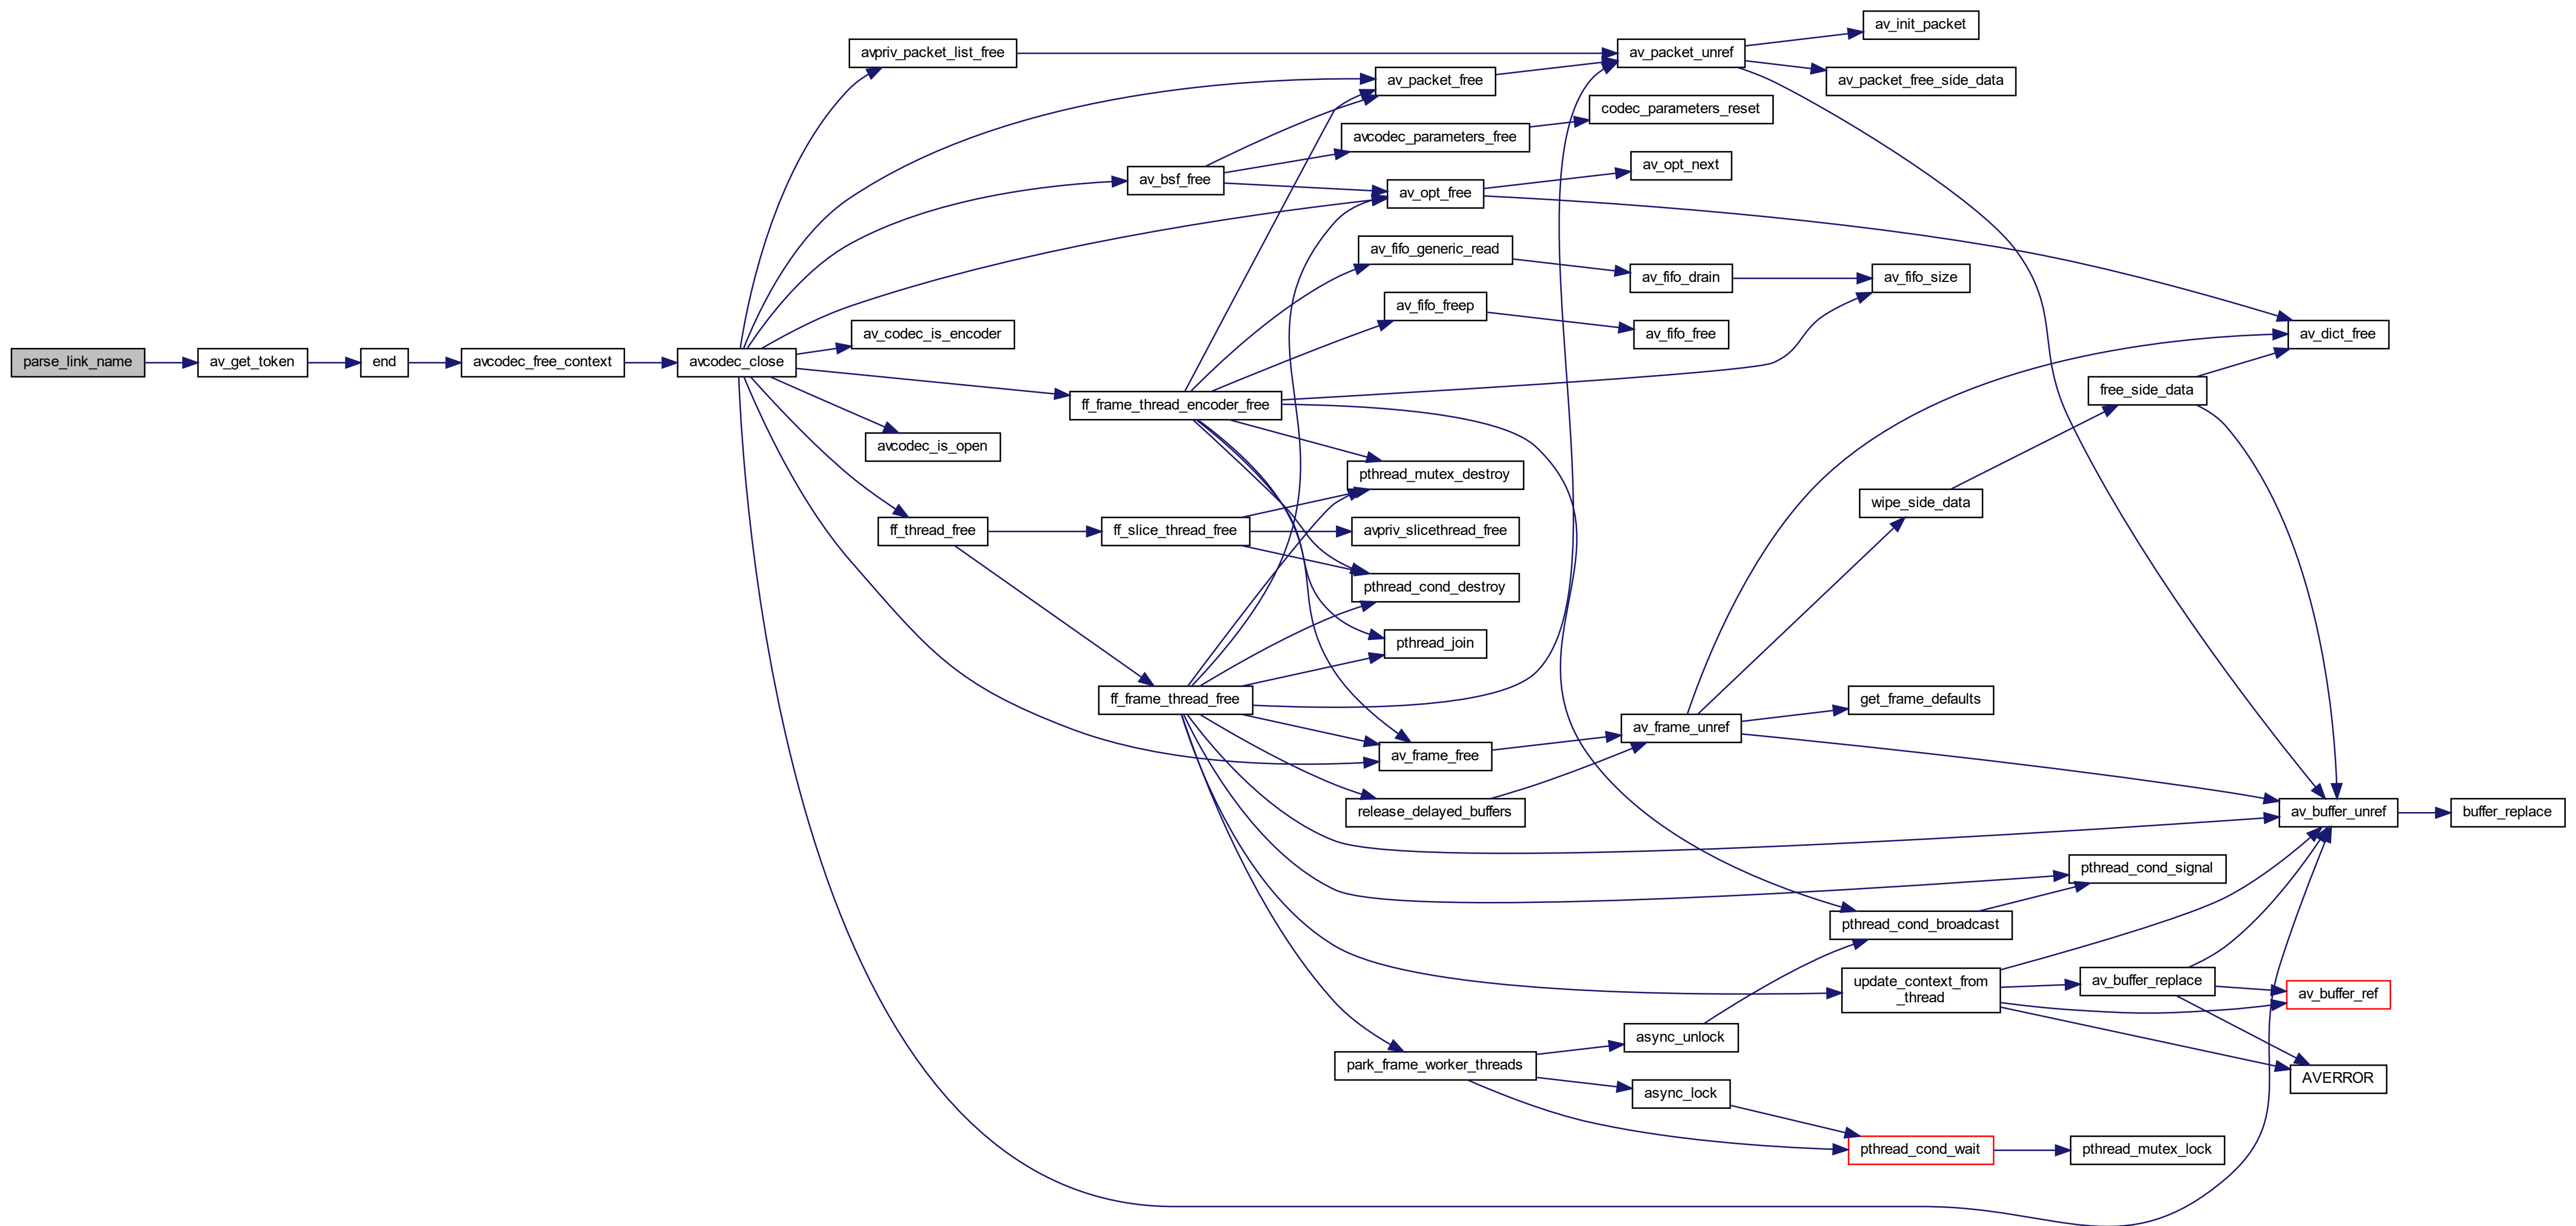 parse_link_name
av_get_token
end
avcodec_free_context
avcodec_close
avpriv_packet_list_free
av_codec_is_encoder
avcodec_is_open
ff_thread_free
av_bsf_free
ff_frame_thread_encoder_free
ff_slice_thread_free
ff_frame_thread_free
av_packet_free
avcodec_parameters_free
av_opt_free
av_fifo_generic_read
av_fifo_freep
pthread_mutex_destroy
avpriv_slicethread_free
pthread_cond_destroy
pthread_join
av_frame_free
release_delayed_buffers
park_frame_worker_threads
av_packet_unref
codec_parameters_reset
av_opt_next
av_fifo_drain
av_fifo_free
av_frame_unref
async_unlock
async_lock
av_init_packet
av_packet_free_side_data
av_fifo_size
wipe_side_data
get_frame_defaults
pthread_cond_broadcast
update_context_from
_thread
pthread_cond_wait
free_side_data
pthread_cond_signal
av_buffer_replace
pthread_mutex_lock
av_dict_free
av_buffer_unref
av_buffer_ref
AVERROR
buffer_replace